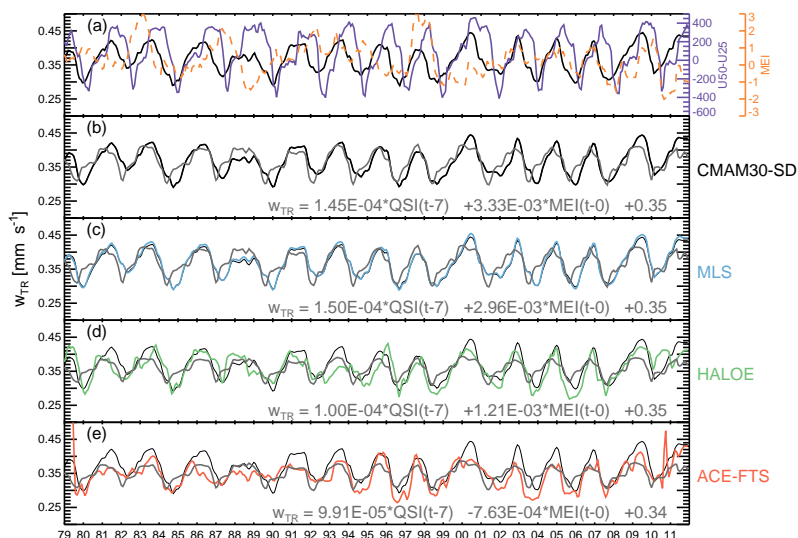 (a)
0.45
0.35
0.25
400
200
0
-200
-400
-600
U50-U25
3
2
1
0
-1
-2
-3
MEI
(b)
0.45
0.35
0.25
CMAM30-SD
w_TR = 1.45E-04*QSI(t-7) +3.33E-03*MEI(t-0) +0.35
(c)
0.45
0.35
0.25
MLS
w_TR = 1.50E-04*QSI(t-7) +2.96E-03*MEI(t-0) +0.35
w_TR [mm s⁻¹]
(d)
0.45
0.35
0.25
HALOE
w_TR = 1.00E-04*QSI(t-7) +1.21E-03*MEI(t-0) +0.35
(e)
0.45
0.35
0.25
ACE-FTS
w_TR = 9.91E-05*QSI(t-7) -7.63E-04*MEI(t-0) +0.34
79 80 81 82 83 84 85 86 87 88 89 90 91 92 93 94 95 96 97 98 99 00 01 02 03 04 05 06 07 08 09 10 11